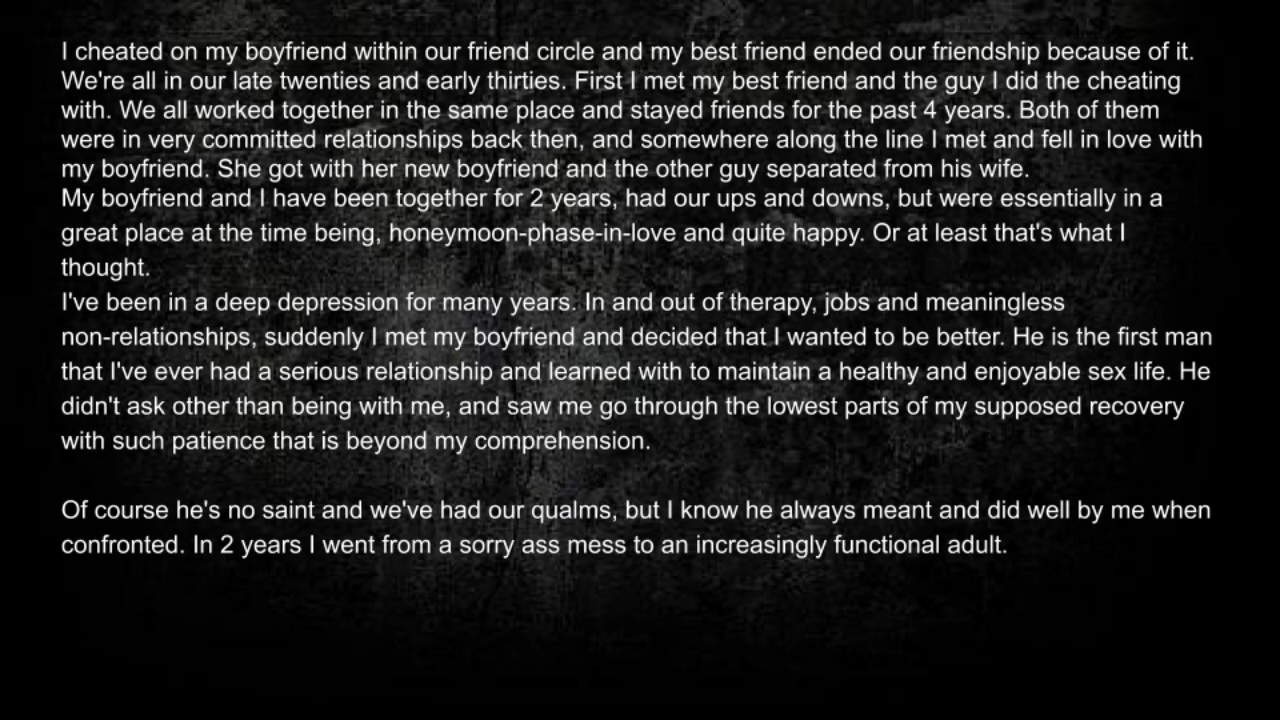 I cheated on my boyfriend within our friend circle and my best friend ended our friendship because of it.
We're all in our late twenties and early thirties. First I met my best friend and the guy I did the cheating
with. We all worked together in the same place and stayed friends for the past 4 years. Both of them
were in very committed relationships back then, and somewhere along the line I met and fell in love with
my boyfriend. She got with her new boyfriend and the other guy separated from his wife.
My boyfriend and I have been together for 2 years, had our ups and downs, but were essentially in a
great place at the time being, honeymoon-phase-in-love and quite happy. Or at least that's what I
thought.
I've been in a deep depression for many years. In and out of therapy, jobs and meaningless
non-relationships, suddenly I met my boyfriend and decided that I wanted to be better. He is the first man
that I've ever had a serious relationship and learned with to maintain a healthy and enjoyable sex life. He
didn't ask other than being with me, and saw me go through the lowest parts of my supposed recovery
with such patience that is beyond my comprehension.
Of course he's no saint and we've had our qualms, but I know he always meant and did well by me when
confronted. In 2 years I went from a sorry ass mess to an increasingly functional adult.